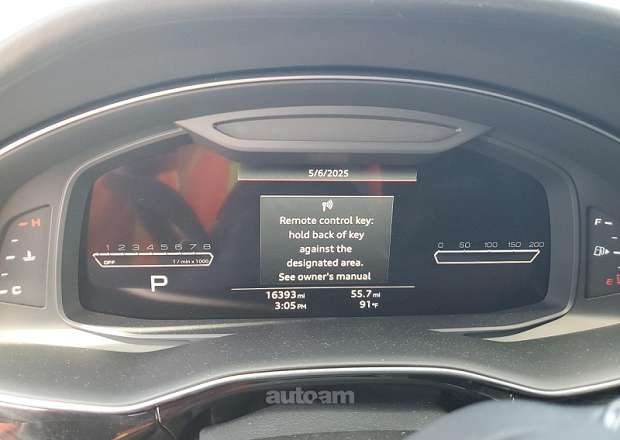 5/6/2025
Remote control key:
hold back of key
against the
designated area.
See owner's manual
H
C
1 2 3 4 5 6 7 8
OFF 1/min x1000
P
0 50 100 150 200
F
E
16393 mi 55.7 mi
3:05 PM 91°F
autoam